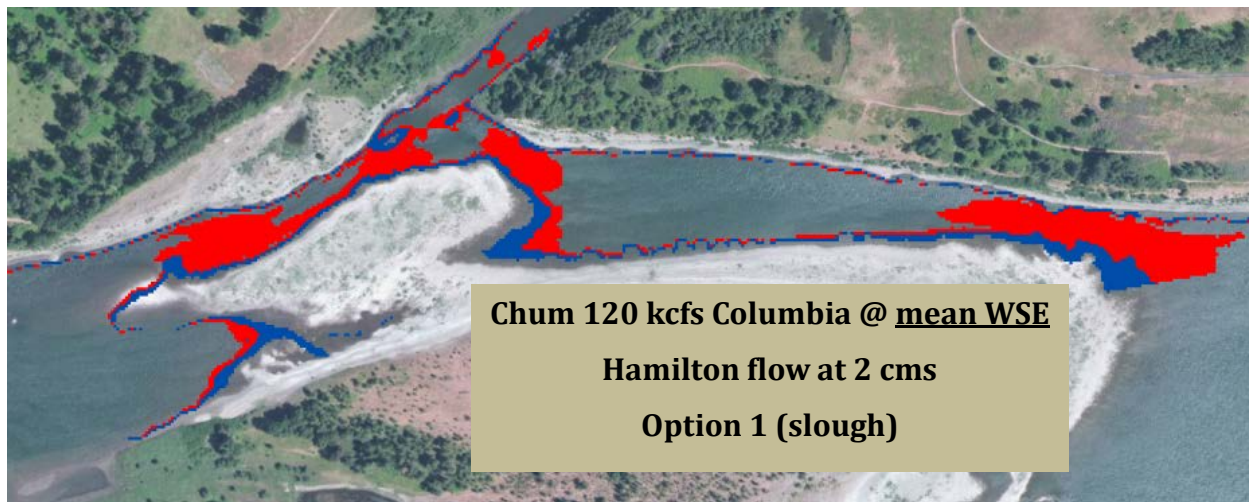 Chum 120 kcfs Columbia @ mean WSE
Hamilton flow at 2 cms
Option 1 (slough)